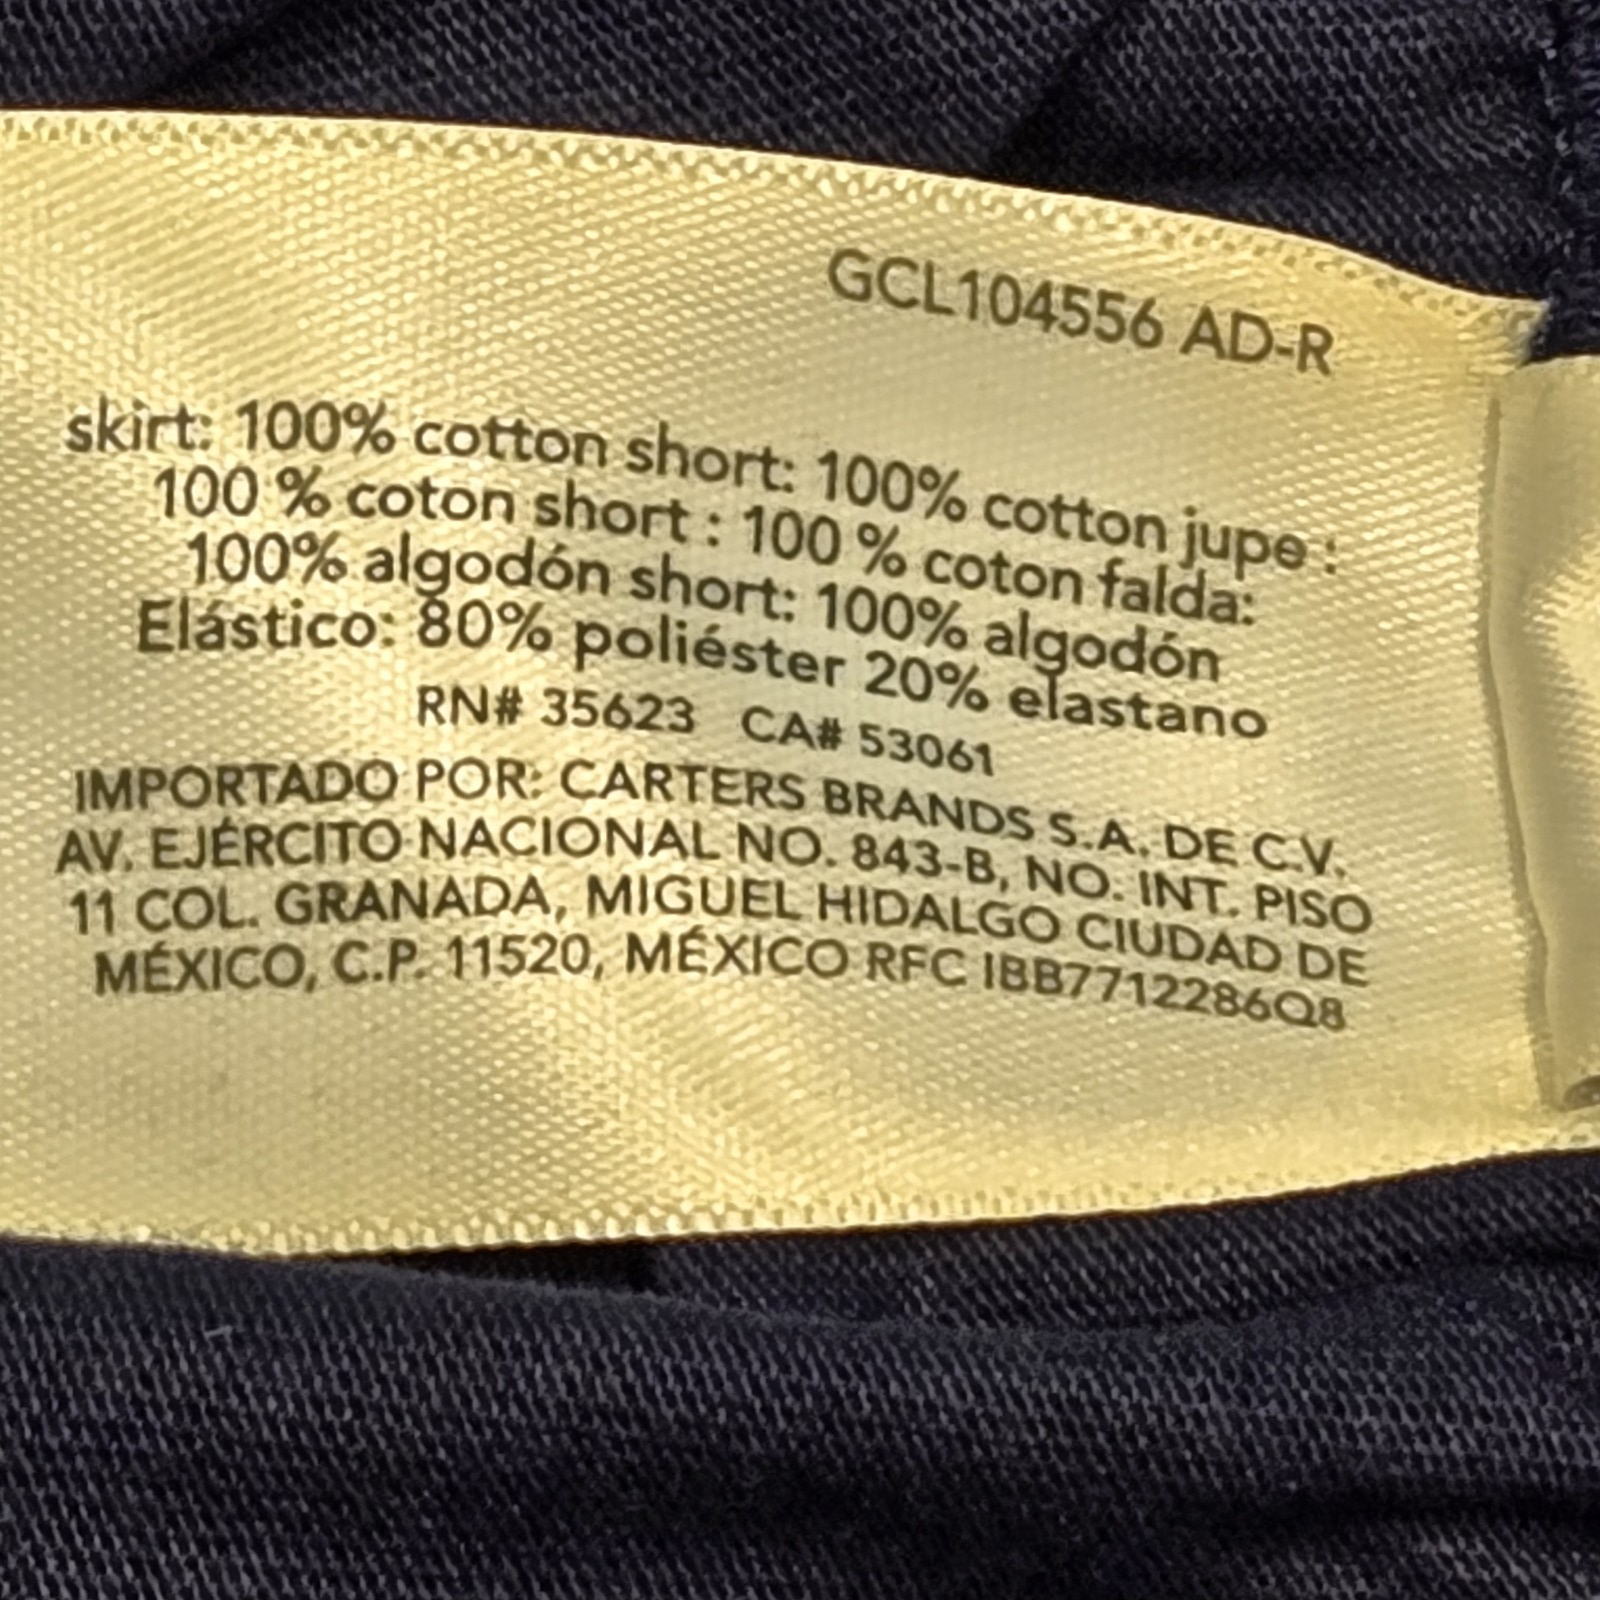 GCL104556 AD-R
skirt: 100% cotton short: 100% cotton jupe :
100 % coton short : 100 % coton falda:
100% algodón short: 100% algodón
Elástico: 80% poliéster 20% elastano
RN# 35623 CA# 53061
IMPORTADO POR: CARTERS BRANDS S.A. DE C.V.
AV. EJÉRCITO NACIONAL NO. 843-B, NO. INT. PISO
11 COL. GRANADA, MIGUEL HIDALGO CIUDAD DE
MÉXICO, C.P. 11520, MÉXICO RFC IBB7712286Q8